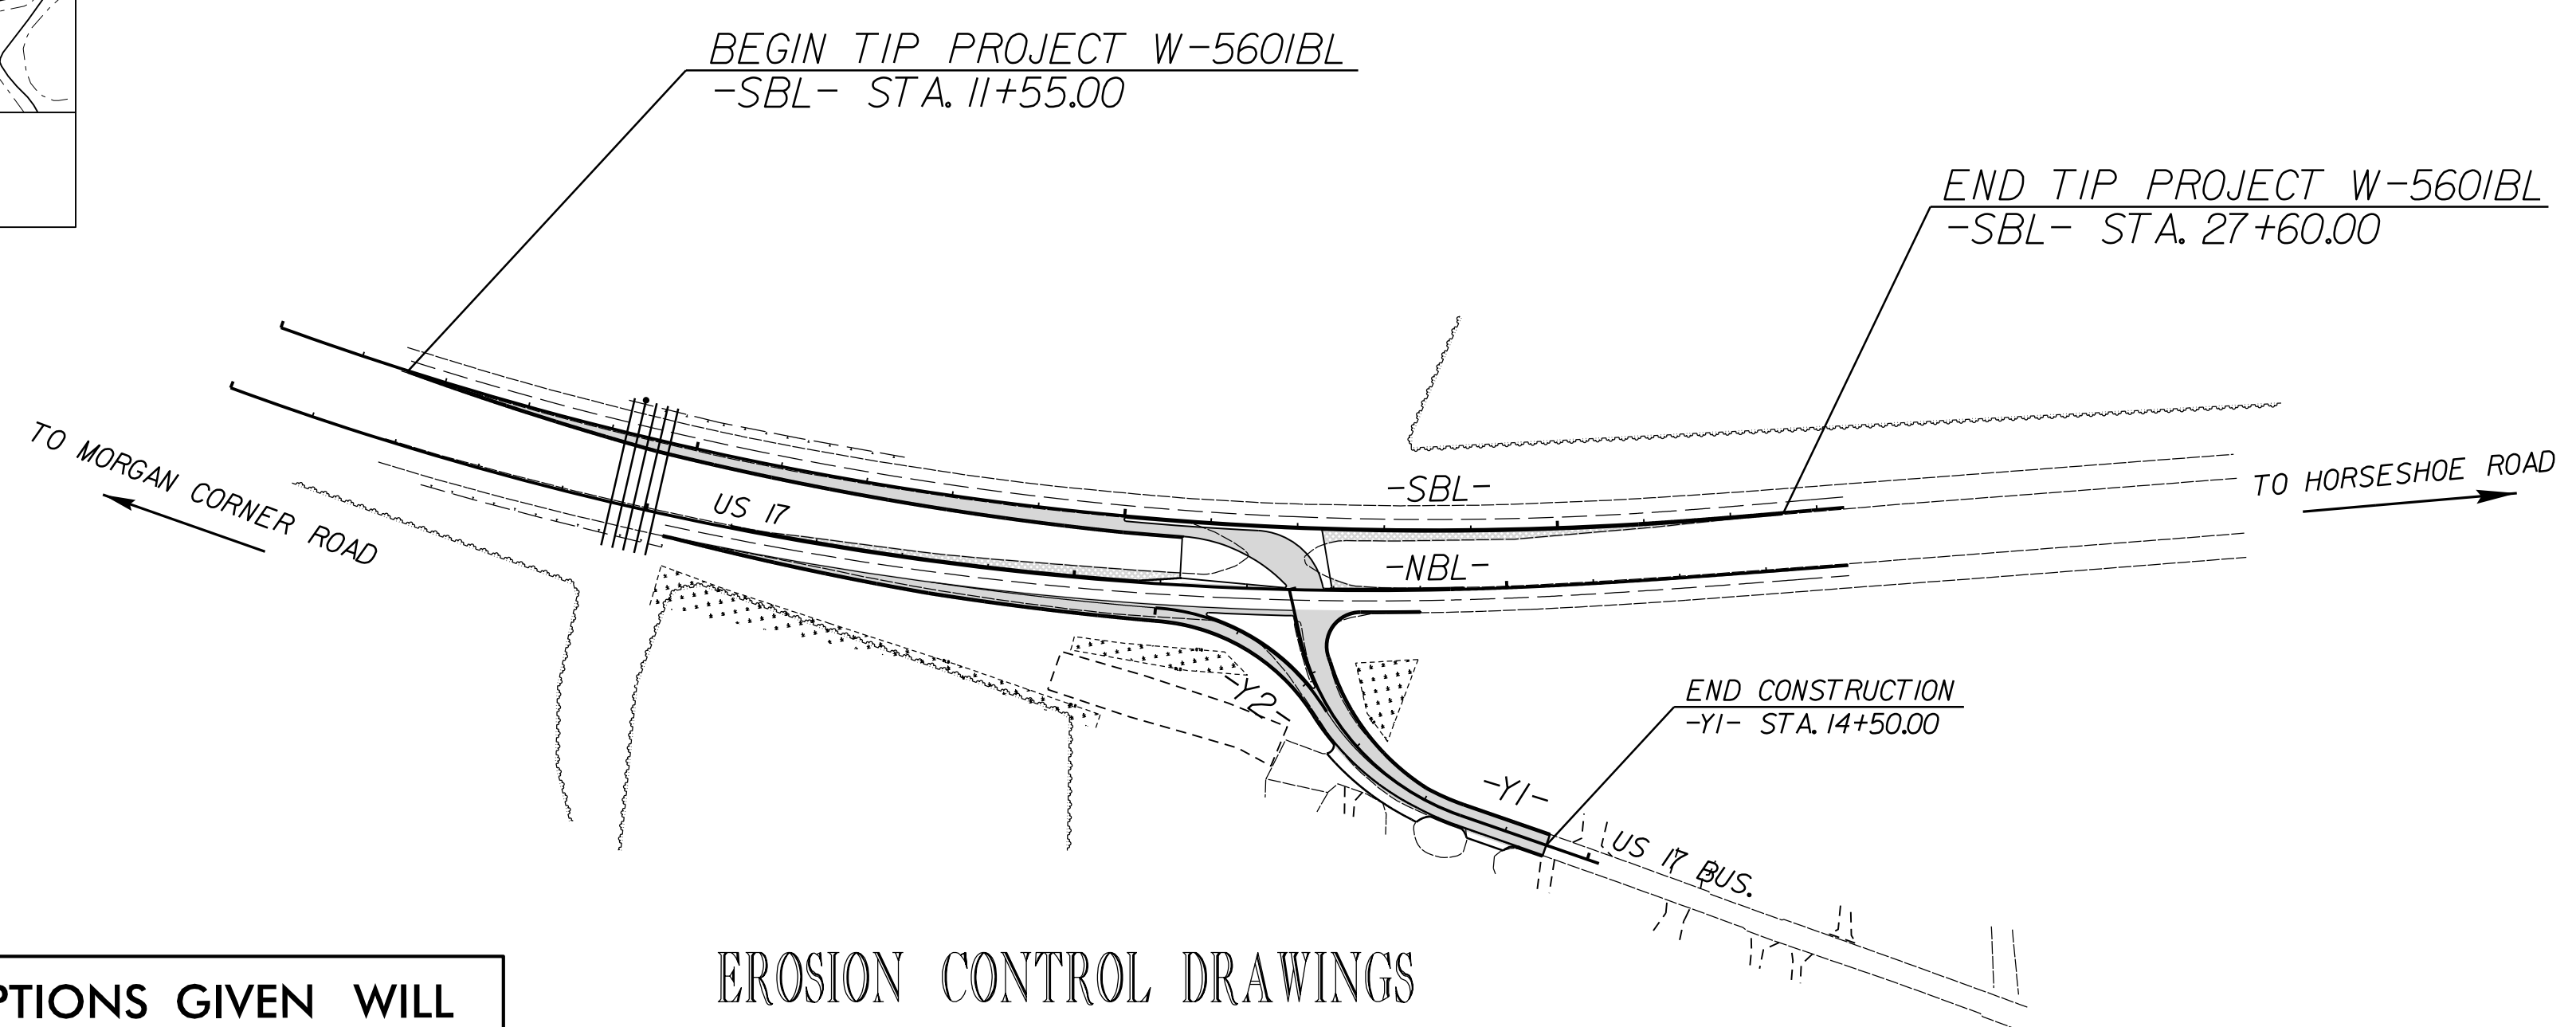 BEGIN TIP PROJECT W-5601BL
-SBL- STA. 11+55.00
END TIP PROJECT W-5601BL
-SBL- STA. 27+60.00
TO MORGAN CORNER ROAD
US 17
-SBL-
-NBL-
TO HORSESHOE ROAD
-Y2-
END CONSTRUCTION
-Y1- STA. 14+50.00
-Y1-
US 17 BUS.
PTIONS GIVEN WILL
EROSION CONTROL DRAWINGS